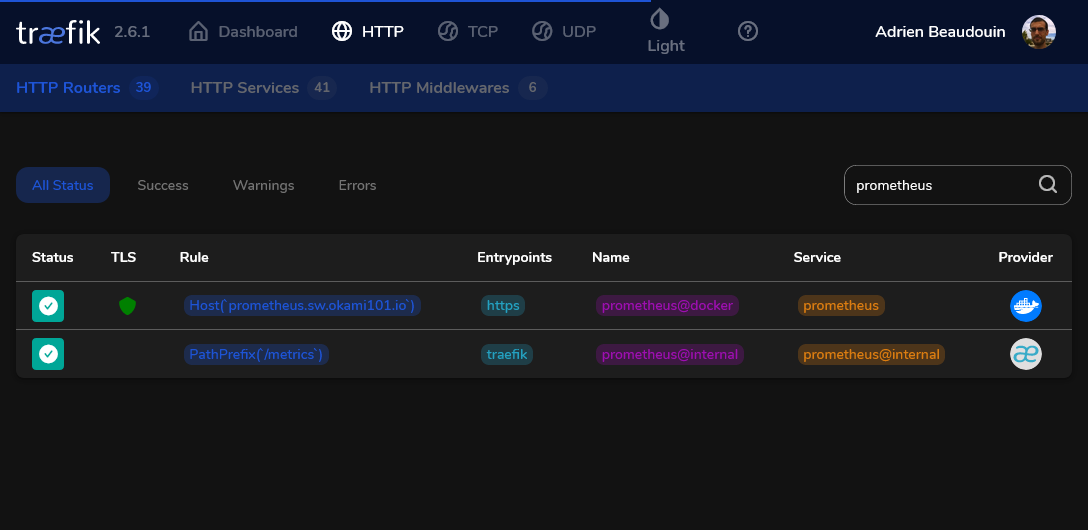 træfik 2.6.1 Dashboard HTTP TCP UDP Light Adrien Beaudouin
HTTP Routers 39 HTTP Services 41 HTTP Middlewares 6
All Status Success Warnings Errors prometheus
Status TLS Rule Entrypoints Name Service Provider
Host(`prometheus.sw.okami101.io`) https prometheus@docker prometheus
PathPrefix(`/metrics`) traefik prometheus@internal prometheus@internal æ